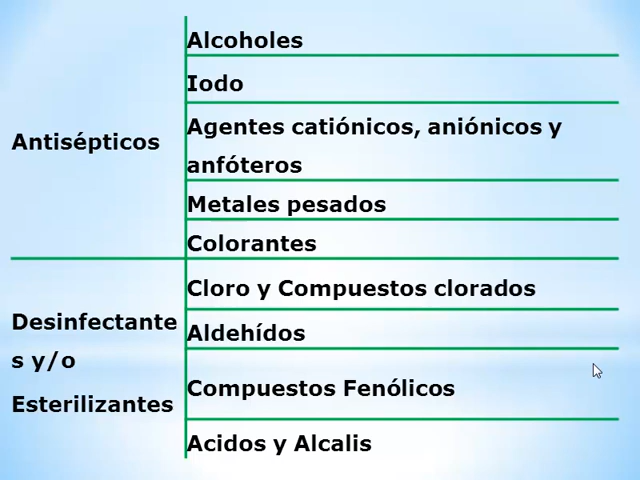 Antisépticos
Alcoholes
Iodo
Agentes catiónicos, aniónicos y
anfóteros
Metales pesados
Colorantes
Desinfectante
s y/o
Esterilizantes
Cloro y Compuestos clorados
Aldehídos
Compuestos Fenólicos
Acidos y Alcalis